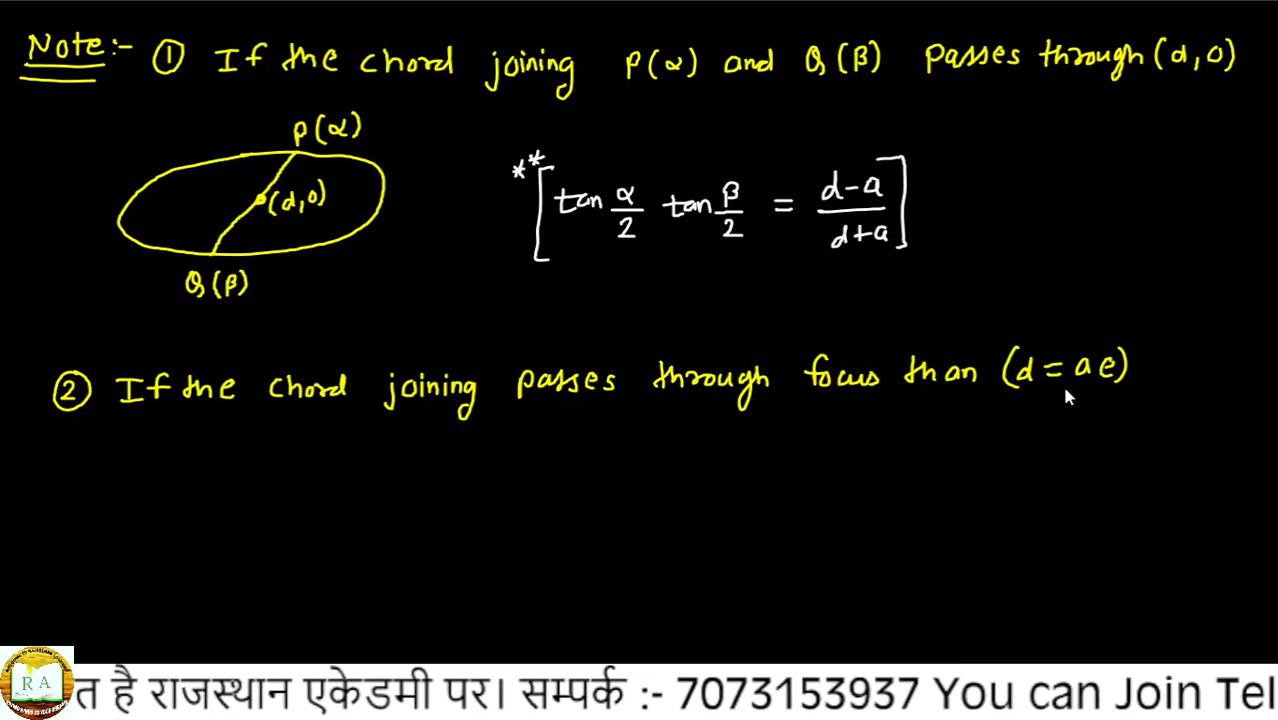 Note:- ① If the chord joining P(α) and Q(β) passes through (d,0)
P(α)
(d,0)
Q(β)
** [tan α/2 tan β/2 = d-a/d+a]
② If the chord joining passes through focus than (d = ae)
RA
त है राजस्थान एकेडमी पर। सम्पर्क :- 7073153937 You can Join Tel